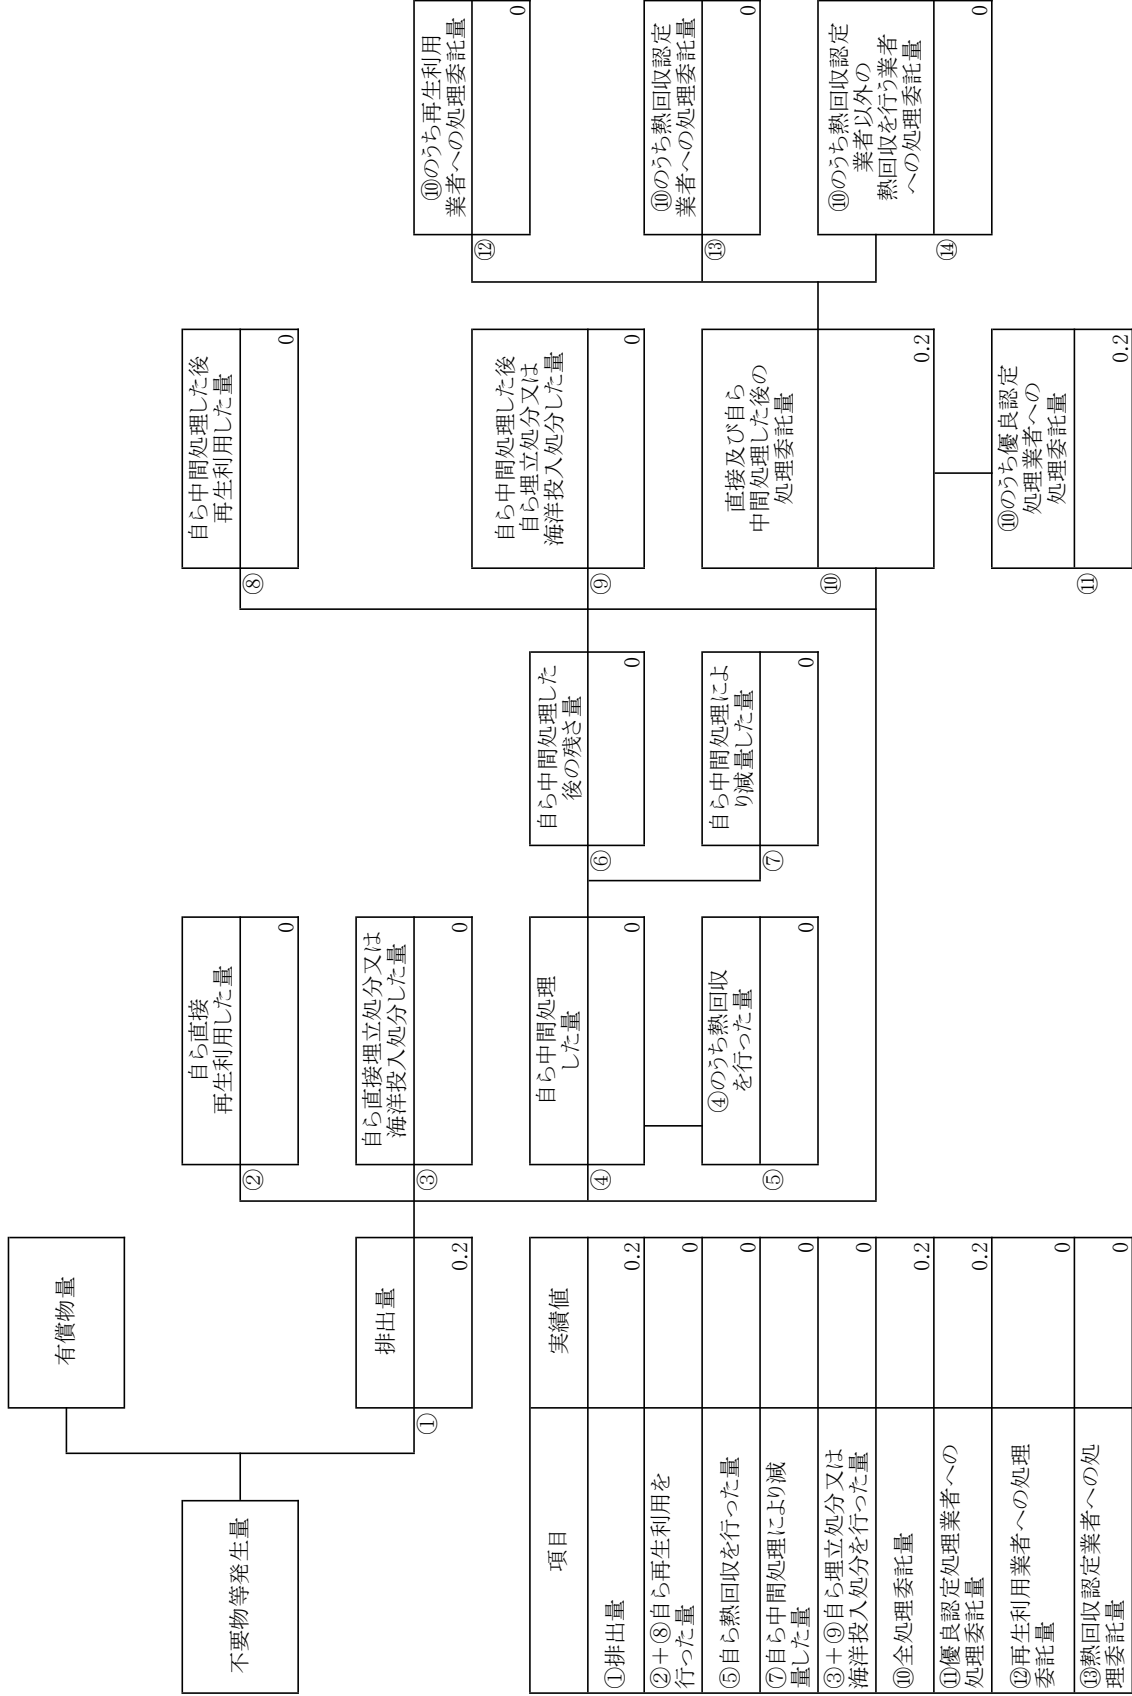 不要物等発生量
有償物量
①
排出量
0.2
②
自ら直接
再生利用した量
0
③
自ら直接埋立処分又は
海洋投入処分した量
0
④
自ら中間処理
した量
0
⑤
④のうち熱回収
を行った量
0
⑥
自ら中間処理した
後の残さ量
0
⑦
自ら中間処理によ
り減量した量
0
⑧
自ら中間処理した後
再生利用した量
0
⑨
自ら中間処理した後
自ら埋立処分又は
海洋投入処分した量
0
⑩
直接及び自ら
中間処理した後の
処理委託量
0.2
⑪
⑩のうち優良認定
処理業者への
処理委託量
0.2
⑫
⑩のうち再生利用
業者への処理委託量
0
⑬
⑩のうち熱回収認定
業者への処理委託量
0
⑭
⑩のうち熱回収認定
業者以外の
熱回収を行う業者
への処理委託量
0
項目 実績値
①排出量 0.2
②+⑧自ら再生利用を
行った量 0
⑤自ら熱回収を行った量 0
⑦自ら中間処理により減
量した量 0
③+⑨自ら埋立処分又は
海洋投入処分を行った量 0
⑩全処理委託量 0.2
⑪優良認定処理業者への
処理委託量 0.2
⑫再生利用業者への処理
委託量 0
⑬熱回収認定業者への処
理委託量 0